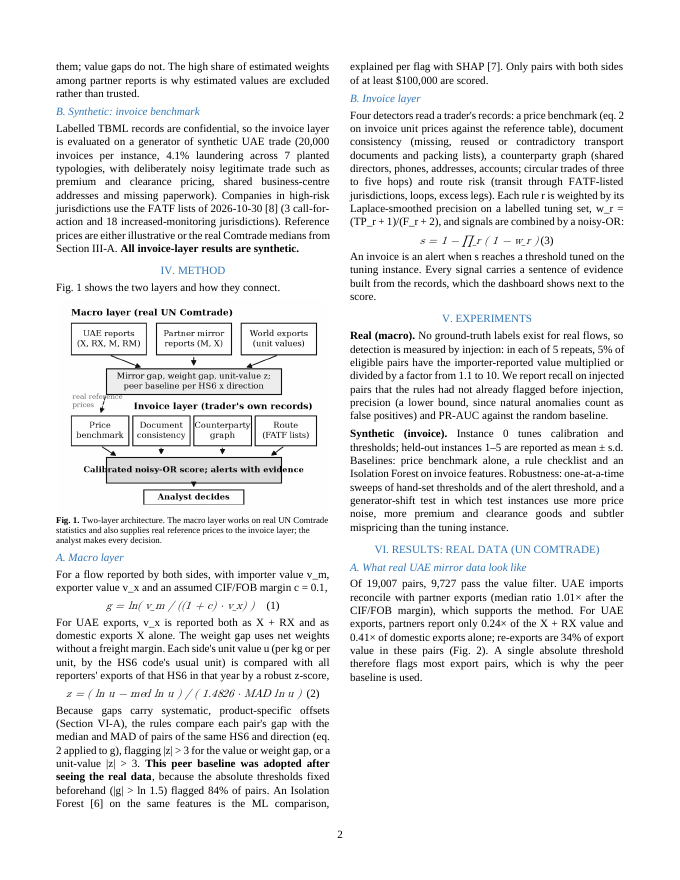 them; value gaps do not. The high share of estimated weights
among partner reports is why estimated values are excluded
rather than trusted.
B. Synthetic: invoice benchmark
Labelled TBML records are confidential, so the invoice layer
is evaluated on a generator of synthetic UAE trade (20,000
invoices per instance, 4.1% laundering across 7 planted
typologies, with deliberately noisy legitimate trade such as
premium and clearance pricing, shared business-centre
addresses and missing paperwork). Companies in high-risk
jurisdictions use the FATF lists of 2026-10-30 [8] (3 call-for-
action and 18 increased-monitoring jurisdictions). Reference
prices are either illustrative or the real Comtrade medians from
Section III-A. All invoice-layer results are synthetic.
IV. METHOD
Fig. 1 shows the two layers and how they connect.
Macro layer (real UN Comtrade)
UAE reports
(X, RX, M, RM)
Partner mirror
reports (M, X)
World exports
(unit values)
Mirror gap, weight gap, unit-value z;
peer baseline per HS6 x direction
real reference
prices
Invoice layer (trader's own records)
Price
benchmark
Document
consistency
Counterparty
graph
Route
(FATF lists)
Calibrated noisy-OR score; alerts with evidence
Analyst decides
Fig. 1. Two-layer architecture. The macro layer works on real UN Comtrade
statistics and also supplies real reference prices to the invoice layer; the
analyst makes every decision.
A. Macro layer
For a flow reported by both sides, with importer value v_m,
exporter value v_x and an assumed CIF/FOB margin c = 0.1,
g = ln( v_m / ((1 + c) · v_x) ) (1)
For UAE exports, v_x is reported both as X + RX and as
domestic exports X alone. The weight gap uses net weights
without a freight margin. Each side's unit value u (per kg or per
unit, by the HS6 code's usual unit) is compared with all
reporters' exports of that HS6 in that year by a robust z-score,
z = ( ln u − med ln u ) / ( 1.4826 · MAD ln u ) (2)
Because gaps carry systematic, product-specific offsets
(Section VI-A), the rules compare each pair's gap with the
median and MAD of pairs of the same HS6 and direction (eq.
2 applied to g), flagging |z| > 3 for the value or weight gap, or a
unit-value |z| > 3. This peer baseline was adopted after
seeing the real data, because the absolute thresholds fixed
beforehand (|g| > ln 1.5) flagged 84% of pairs. An Isolation
Forest [6] on the same features is the ML comparison,
explained per flag with SHAP [7]. Only pairs with both sides
of at least $100,000 are scored.
B. Invoice layer
Four detectors read a trader's records: a price benchmark (eq. 2
on invoice unit prices against the reference table), document
consistency (missing, reused or contradictory transport
documents and packing lists), a counterparty graph (shared
directors, phones, addresses, accounts; circular trades of three
to five hops) and route risk (transit through FATF-listed
jurisdictions, loops, excess legs). Each rule r is weighted by its
Laplace-smoothed precision on a labelled tuning set, w_r =
(TP_r + 1)/(F_r + 2), and signals are combined by a noisy-OR:
s = 1 − ∏_r ( 1 − w_r ) (3)
An invoice is an alert when s reaches a threshold tuned on the
tuning instance. Every signal carries a sentence of evidence
built from the records, which the dashboard shows next to the
score.
V. EXPERIMENTS
Real (macro). No ground-truth labels exist for real flows, so
detection is measured by injection: in each of 5 repeats, 5% of
eligible pairs have the importer-reported value multiplied or
divided by a factor from 1.1 to 10. We report recall on injected
pairs that the rules had not already flagged before injection,
precision (a lower bound, since natural anomalies count as
false positives) and PR-AUC against the random baseline.
Synthetic (invoice). Instance 0 tunes calibration and
thresholds; held-out instances 1–5 are reported as mean ± s.d.
Baselines: price benchmark alone, a rule checklist and an
Isolation Forest on invoice features. Robustness: one-at-a-time
sweeps of hand-set thresholds and of the alert threshold, and a
generator-shift test in which test instances use more price
noise, more premium and clearance goods and subtler
mispricing than the tuning instance.
VI. RESULTS: REAL DATA (UN COMTRADE)
A. What real UAE mirror data look like
Of 19,007 pairs, 9,727 pass the value filter. UAE imports
reconcile with partner exports (median ratio 1.01× after the
CIF/FOB margin), which supports the method. For UAE
exports, partners report only 0.24× of the X + RX value and
0.41× of domestic exports alone; re-exports are 34% of export
value in these pairs (Fig. 2). A single absolute threshold
therefore flags most export pairs, which is why the peer
baseline is used.
2